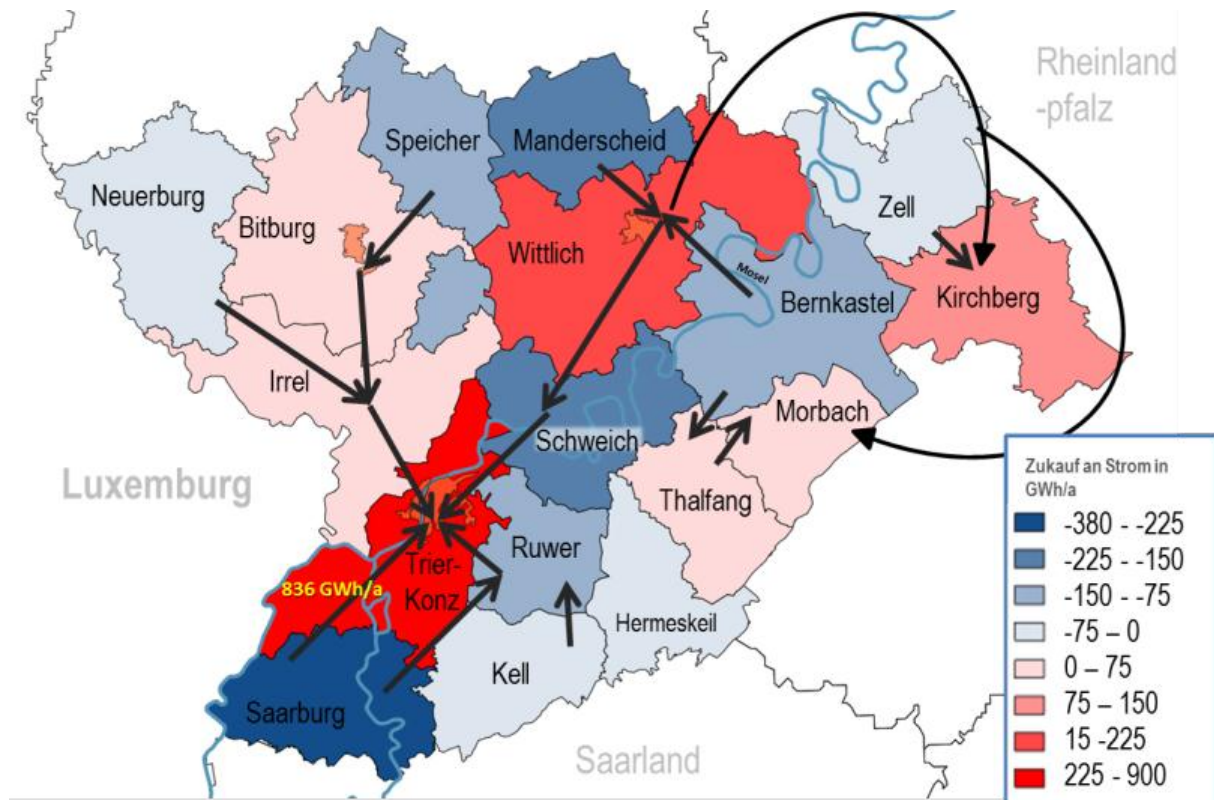 Rheinland
-pfalz
Speicher
Manderscheid
Neuerburg
Zell
Bitburg
Wittlich
Mosel
Bernkastel
Kirchberg
Irrel
Morbach
Schweich
Luxemburg
Thalfang
Ruwer
Trier-
Konz
836 GWh/a
Hermeskeil
Kell
Saarburg
Saarland
Zukauf an Strom in
GWh/a
-380 - -225
-225 - -150
-150 - -75
-75 – 0
0 – 75
75 - 150
15 -225
225 - 900